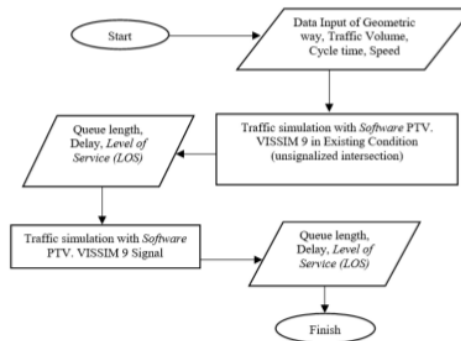 Start
Data Input of Geometric
way, Traffic Volume,
Cycle time, Speed
Traffic simulation with Software PTV.
VISSIM 9 in Existing Condition
(unsignalized intersection)
Queue length,
Delay, Level of
Service (LOS)
Traffic simulation with Software
PTV. VISSIM 9 Signal
Queue length,
Delay, Level of
Service (LOS)
Finish